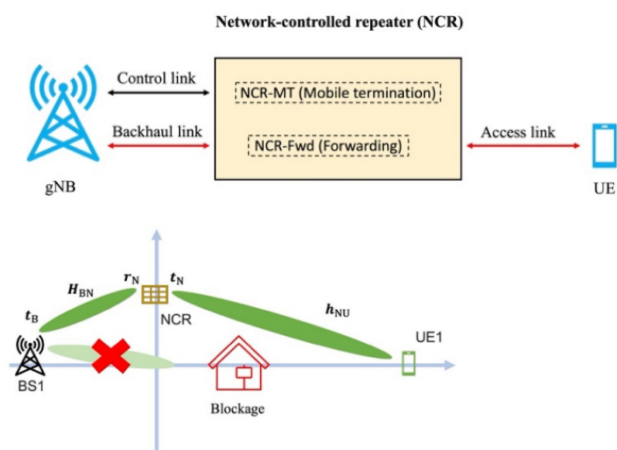 Network-controlled repeater (NCR)
Control link
NCR-MT (Mobile termination)
Backhaul link
NCR-Fwd (Forwarding)
Access link
gNB
UE
r_N
t_N
H_BN
h_NU
t_B
NCR
UE1
BS1
Blockage